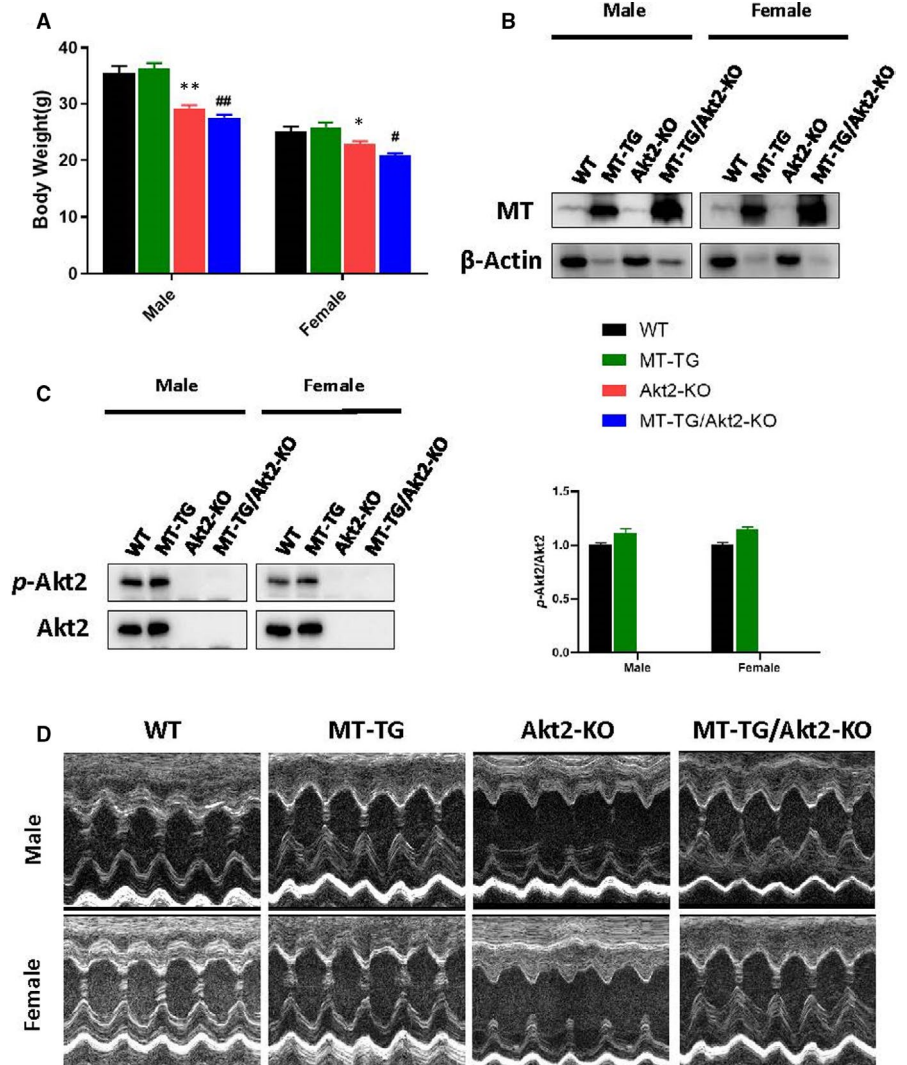 A
Body Weight(g)
40
30
20
10
0
**
##
*
#
Male
Female
B
Male
Female
WT
MT-TG
Akt2-KO
MT-TG/Akt2-KO
WT
MT-TG
Akt2-KO
MT-TG/Akt2-KO
MT
β-Actin
WT
MT-TG
Akt2-KO
MT-TG/Akt2-KO
C
Male
Female
WT
MT-TG
Akt2-KO
MT-TG/Akt2-KO
WT
MT-TG
Akt2-KO
MT-TG/Akt2-KO
p-Akt2
Akt2
p-Akt2/Akt2
1.5
1.0
0.5
0.0
Male
Female
D
WT
MT-TG
Akt2-KO
MT-TG/Akt2-KO
Male
Female